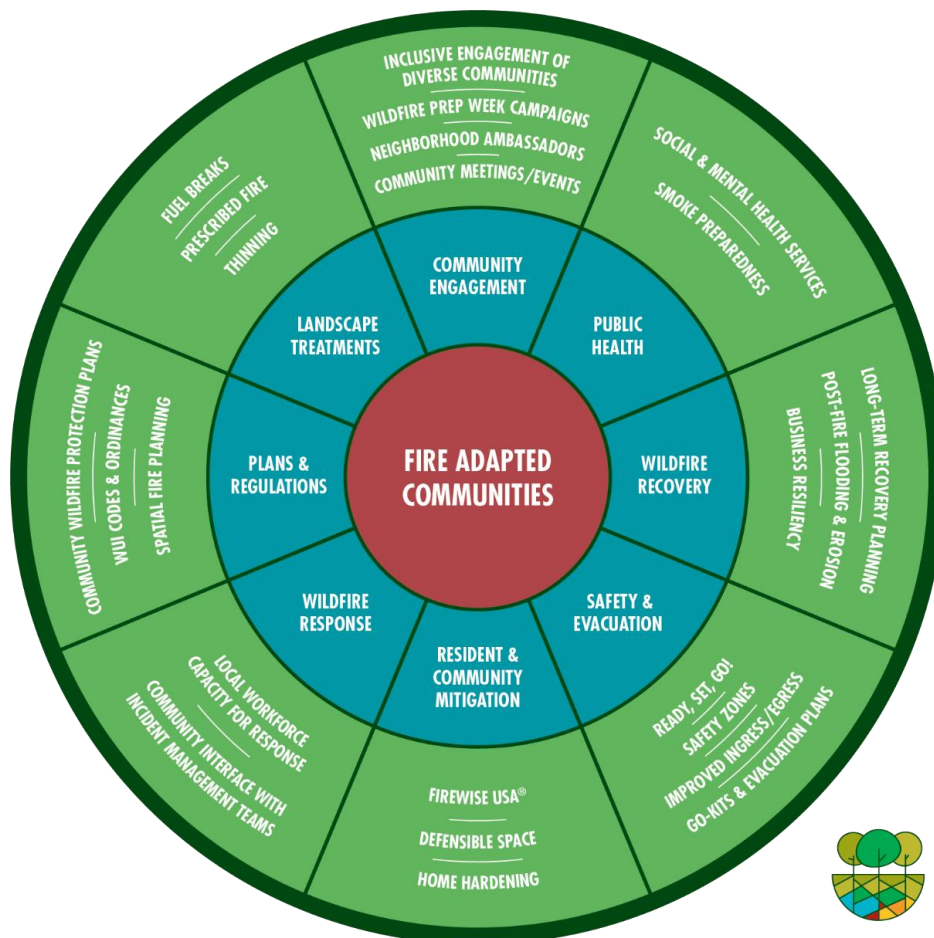 FIRE ADAPTED
COMMUNITIES
COMMUNITY
ENGAGEMENT
INCLUSIVE ENGAGEMENT OF
DIVERSE COMMUNITIES
WILDFIRE PREP WEEK CAMPAIGNS
NEIGHBORHOOD AMBASSADORS
COMMUNITY MEETINGS/EVENTS
PUBLIC
HEALTH
SOCIAL & MENTAL HEALTH SERVICES
SMOKE PREPAREDNESS
WILDFIRE
RECOVERY
LONG-TERM RECOVERY PLANNING
POST-FIRE FLOODING & EROSION
BUSINESS RESILIENCY
SAFETY &
EVACUATION
READY, SET, GO!
SAFETY ZONES
IMPROVED INGRESS/EGRESS
GO-KITS & EVACUATION PLANS
RESIDENT &
COMMUNITY
MITIGATION
FIREWISE USA®
DEFENSIBLE SPACE
HOME HARDENING
WILDFIRE
RESPONSE
LOCAL WORKFORCE
CAPACITY FOR RESPONSE
COMMUNITY INTERFACE WITH
INCIDENT MANAGEMENT TEAMS
PLANS &
REGULATIONS
COMMUNITY WILDFIRE PROTECTION PLANS
WUI CODES & ORDINANCES
SPATIAL FIRE PLANNING
LANDSCAPE
TREATMENTS
FUEL BREAKS
PRESCRIBED FIRE
THINNING